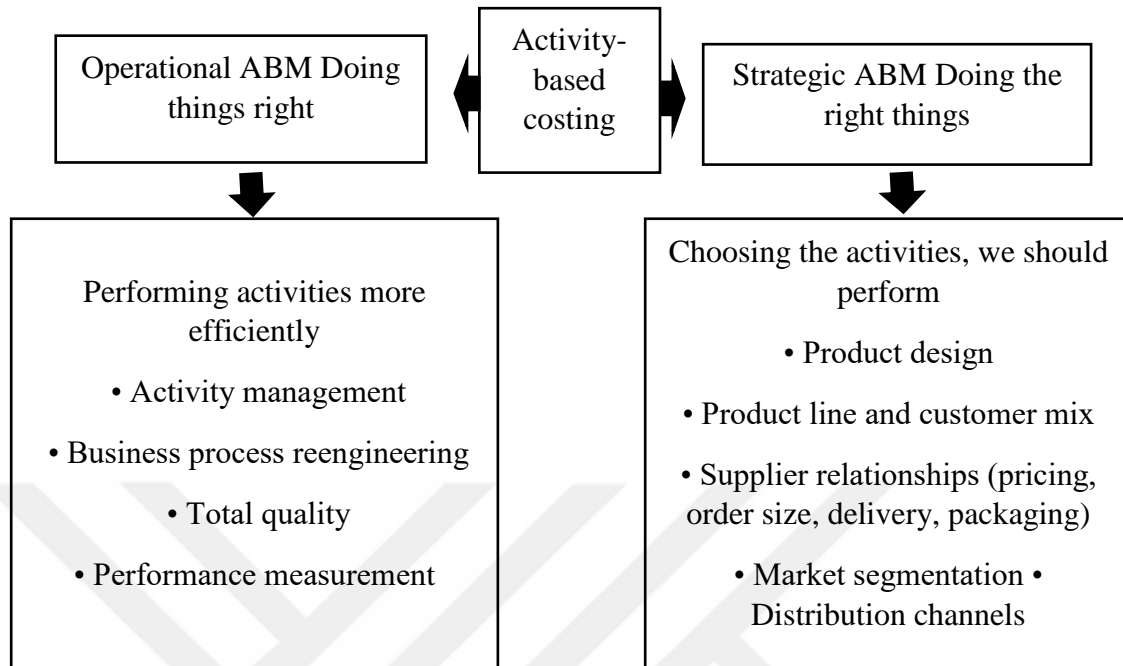 Operational ABM Doing
things right
Activity-
based
costing
Strategic ABM Doing the
right things
Performing activities more
efficiently
• Activity management
• Business process reengineering
• Total quality
• Performance measurement
Choosing the activities, we should
perform
• Product design
• Product line and customer mix
• Supplier relationships (pricing,
order size, delivery, packaging)
• Market segmentation •
Distribution channels